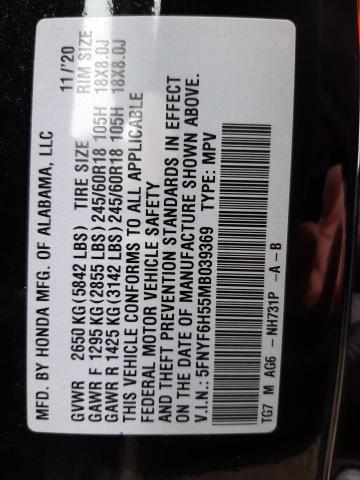 MFD. BY HONDA MFG. OF ALABAMA, LLC 11/'20
GVWR 2650 KG (5842 LBS) TIRE SIZE RIM SIZE
GAWR F 1295 KG (2855 LBS) 245/60R18 105H 18X8.0J
GAWR R 1425 KG (3142 LBS) 245/60R18 105H 18X8.0J
THIS VEHICLE CONFORMS TO ALL APPLICABLE
FEDERAL MOTOR VEHICLE SAFETY
AND THEFT PREVENTION STANDARDS IN EFFECT
ON THE DATE OF MANUFACTURE SHOWN ABOVE.
V.I.N.: 5FNYF6H55MB039369 TYPE: MPV
TG7 M AG6 -NH731P -A -B